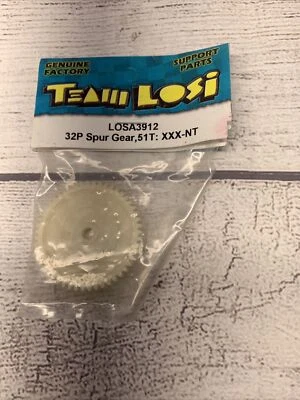 GENUINE FACTORY
SUPPORT PARTS
TEAM LOSI
LOSA3912
32P Spur Gear,51T: XXX-NT